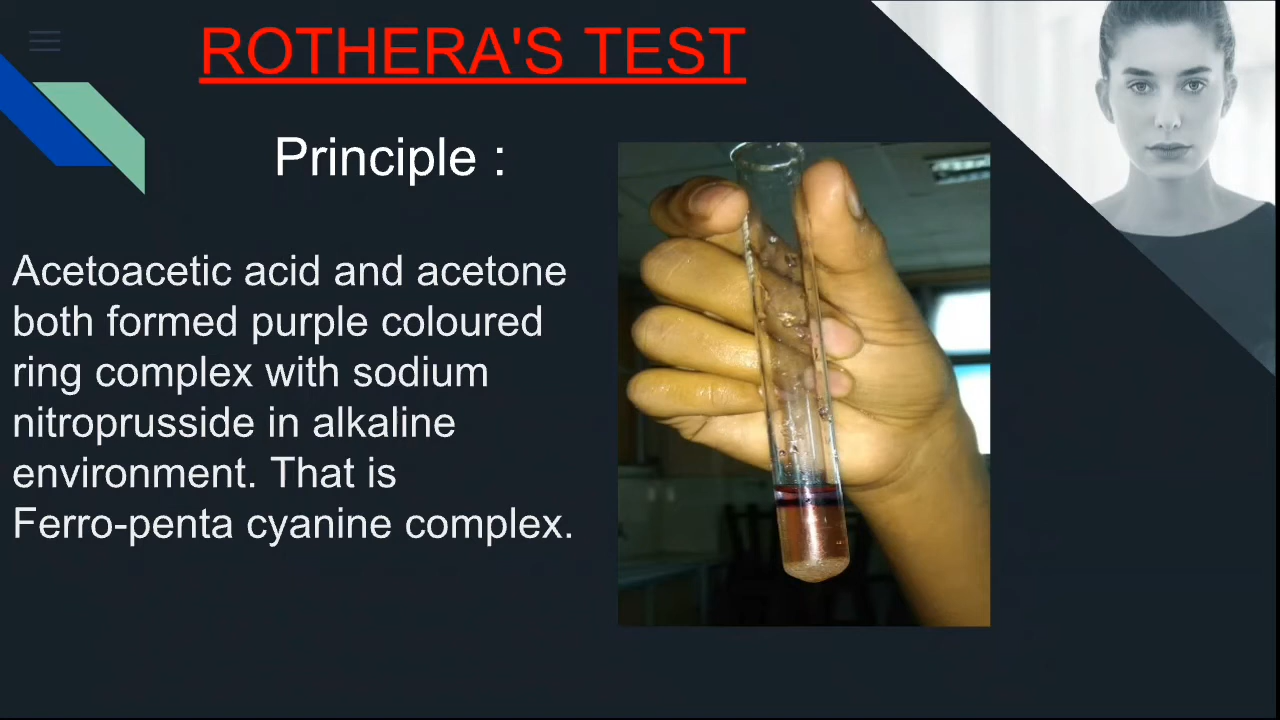 ROTHERA'S TEST
Principle :
Acetoacetic acid and acetone
both formed purple coloured
ring complex with sodium
nitroprusside in alkaline
environment. That is
Ferro-penta cyanine complex.